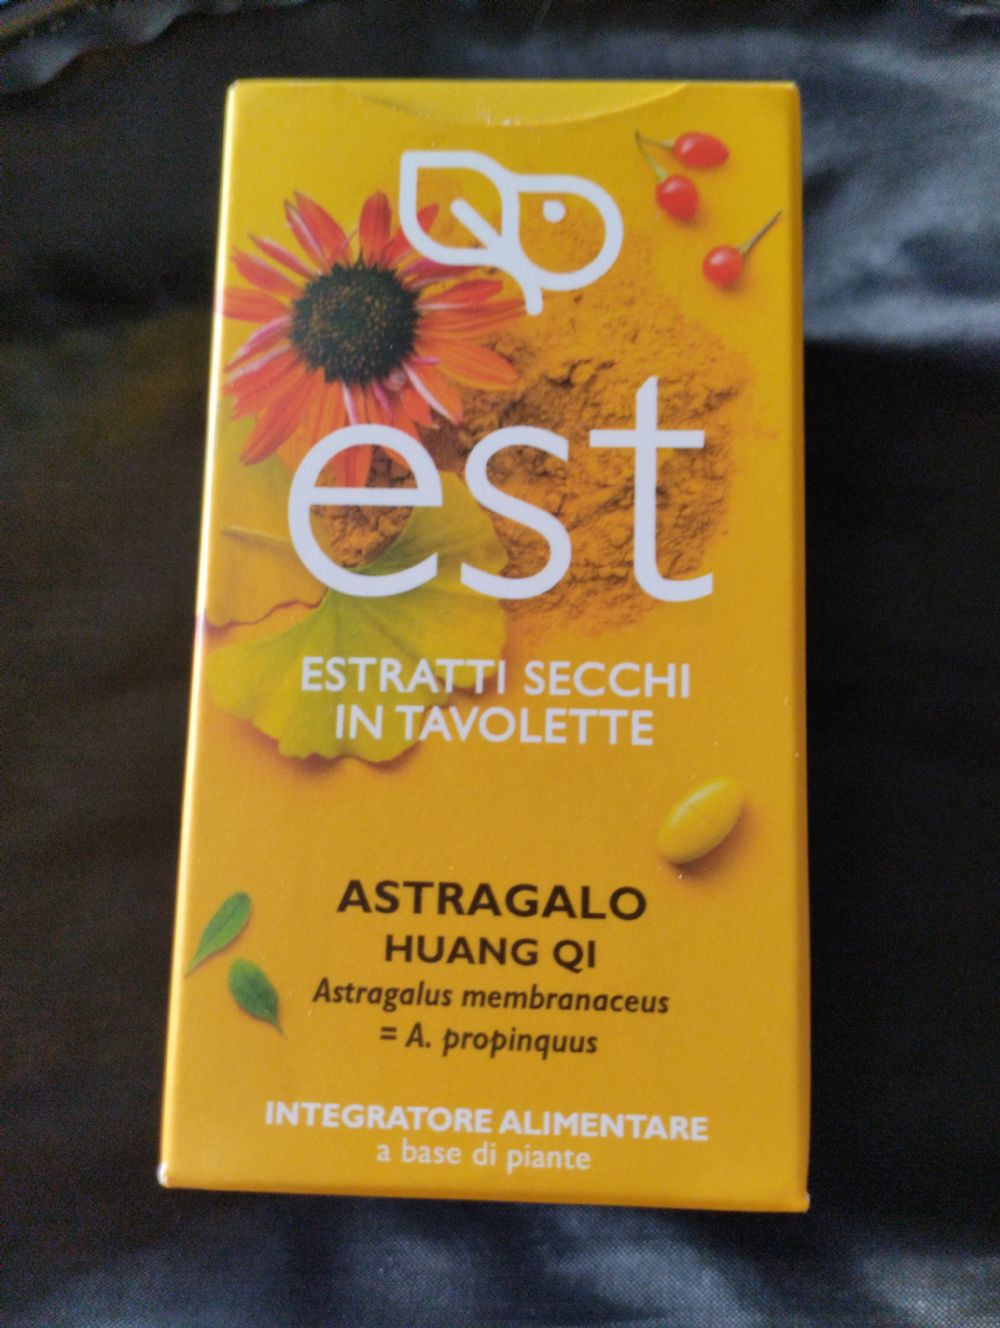 est
ESTRATTI SECCHI
IN TAVOLETTE
ASTRAGALO
HUANG QI
Astragalus membranaceus
= A. propinquus
INTEGRATORE ALIMENTARE
a base di piante